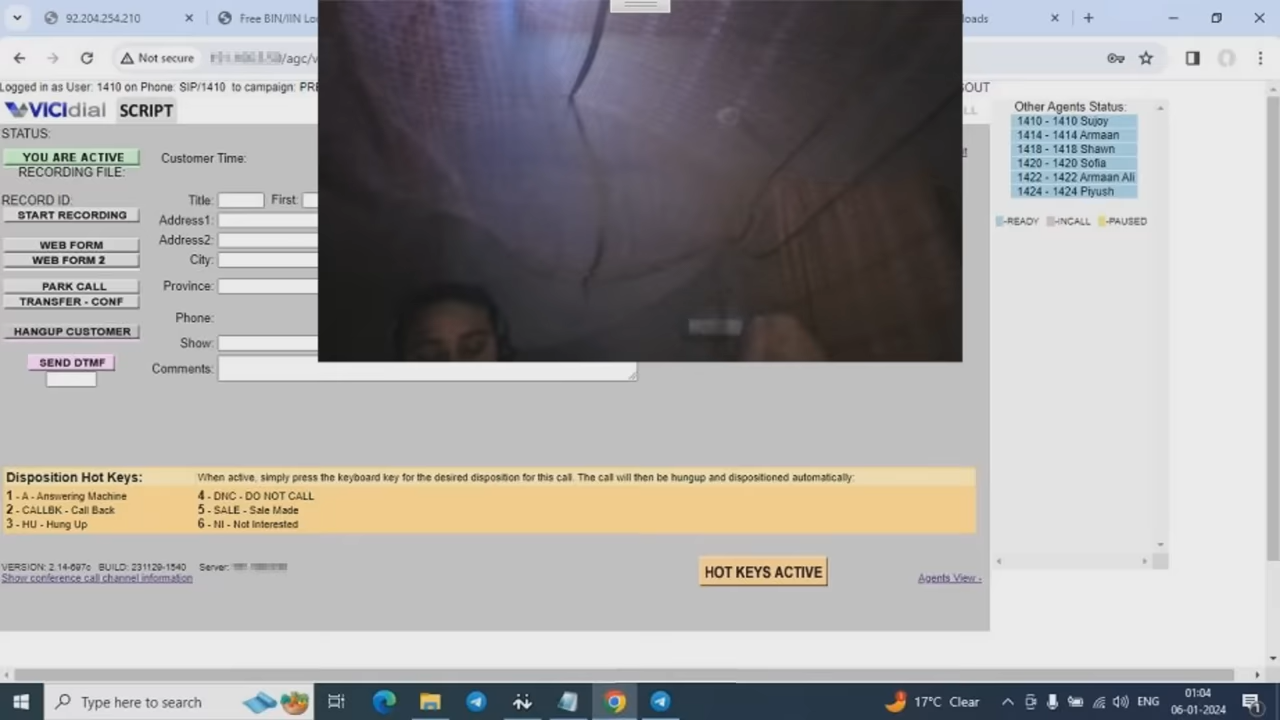 92.204.254.210
Free BIN/IIN Lo
loads
Not secure
/agc/v
Logged in as User: 1410 on Phone: SIP/1410 to campaign: PRE
OUT
VICIdial SCRIPT
LL
STATUS:
YOU ARE ACTIVE
RECORDING FILE:
Customer Time:
RECORD ID:
START RECORDING
WEB FORM
WEB FORM 2
PARK CALL
TRANSFER - CONF
HANGUP CUSTOMER
SEND DTMF
Title:
First:
Address1:
Address2:
City:
Province:
Phone:
Show:
Comments:
Other Agents Status:
1410 - 1410 Sujoy
1414 - 1414 Armaan
1418 - 1418 Shawn
1420 - 1420 Sofia
1422 - 1422 Armaan Ali
1424 - 1424 Piyush
-READY -INCALL -PAUSED
Disposition Hot Keys:
When active, simply press the keyboard key for the desired disposition for this call. The call will then be hungup and dispositioned automatically:
1 - A - Answering Machine
2 - CALLBK - Call Back
3 - HU - Hung Up
4 - DNC - DO NOT CALL
5 - SALE - Sale Made
6 - NI - Not Interested
VERSION: 2.14-697c BUILD: 231129-1540 Server:
Show conference call channel information
HOT KEYS ACTIVE
Agents View -
Type here to search
17°C Clear
ENG
01:04
06-01-2024
1